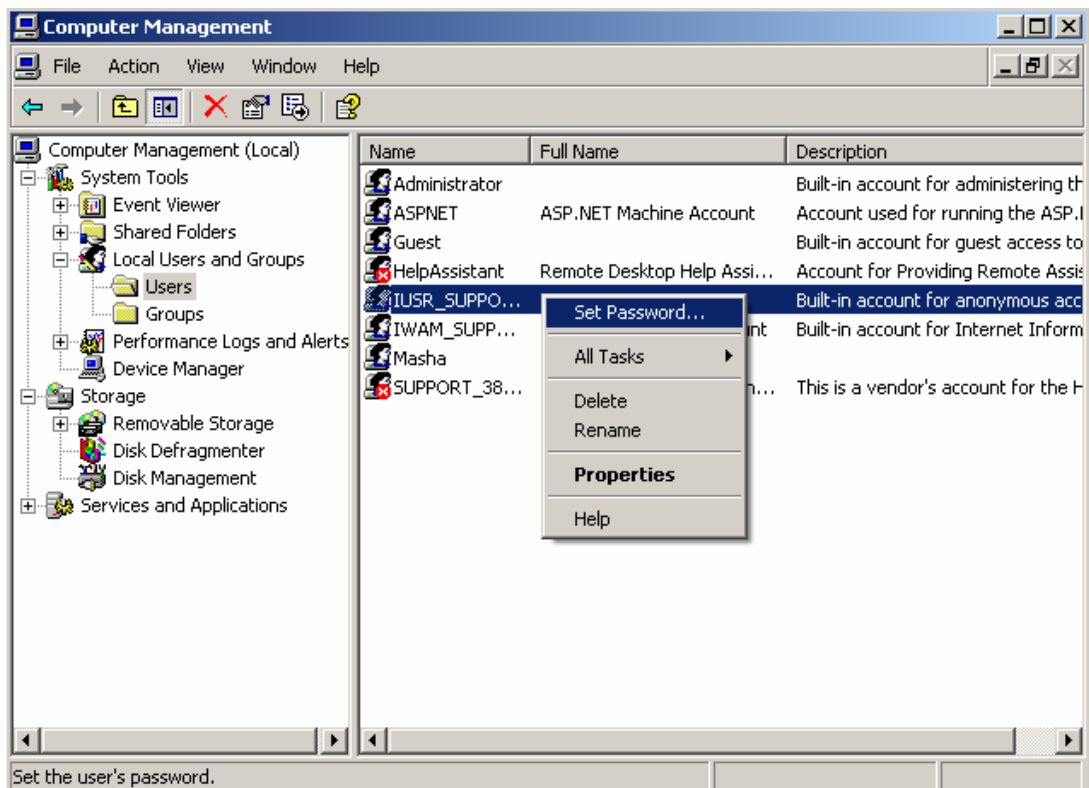 Computer Management
File Action View Window Help
Computer Management (Local)
System Tools
Event Viewer
Shared Folders
Local Users and Groups
Users
Groups
Performance Logs and Alerts
Device Manager
Storage
Removable Storage
Disk Defragmenter
Disk Management
Services and Applications
Name Full Name Description
Administrator Built-in account for administering th
ASPNET ASP.NET Machine Account Account used for running the ASP.
Guest Built-in account for guest access to
HelpAssistant Remote Desktop Help Assi... Account for Providing Remote Assis
IUSR_SUPPO... Built-in account for anonymous acc
IWAM_SUPP... Built-in account for Internet Inform
Masha
SUPPORT_38... This is a vendor's account for the H
Set Password...
All Tasks
Delete
Rename
Properties
Help
Set the user's password.